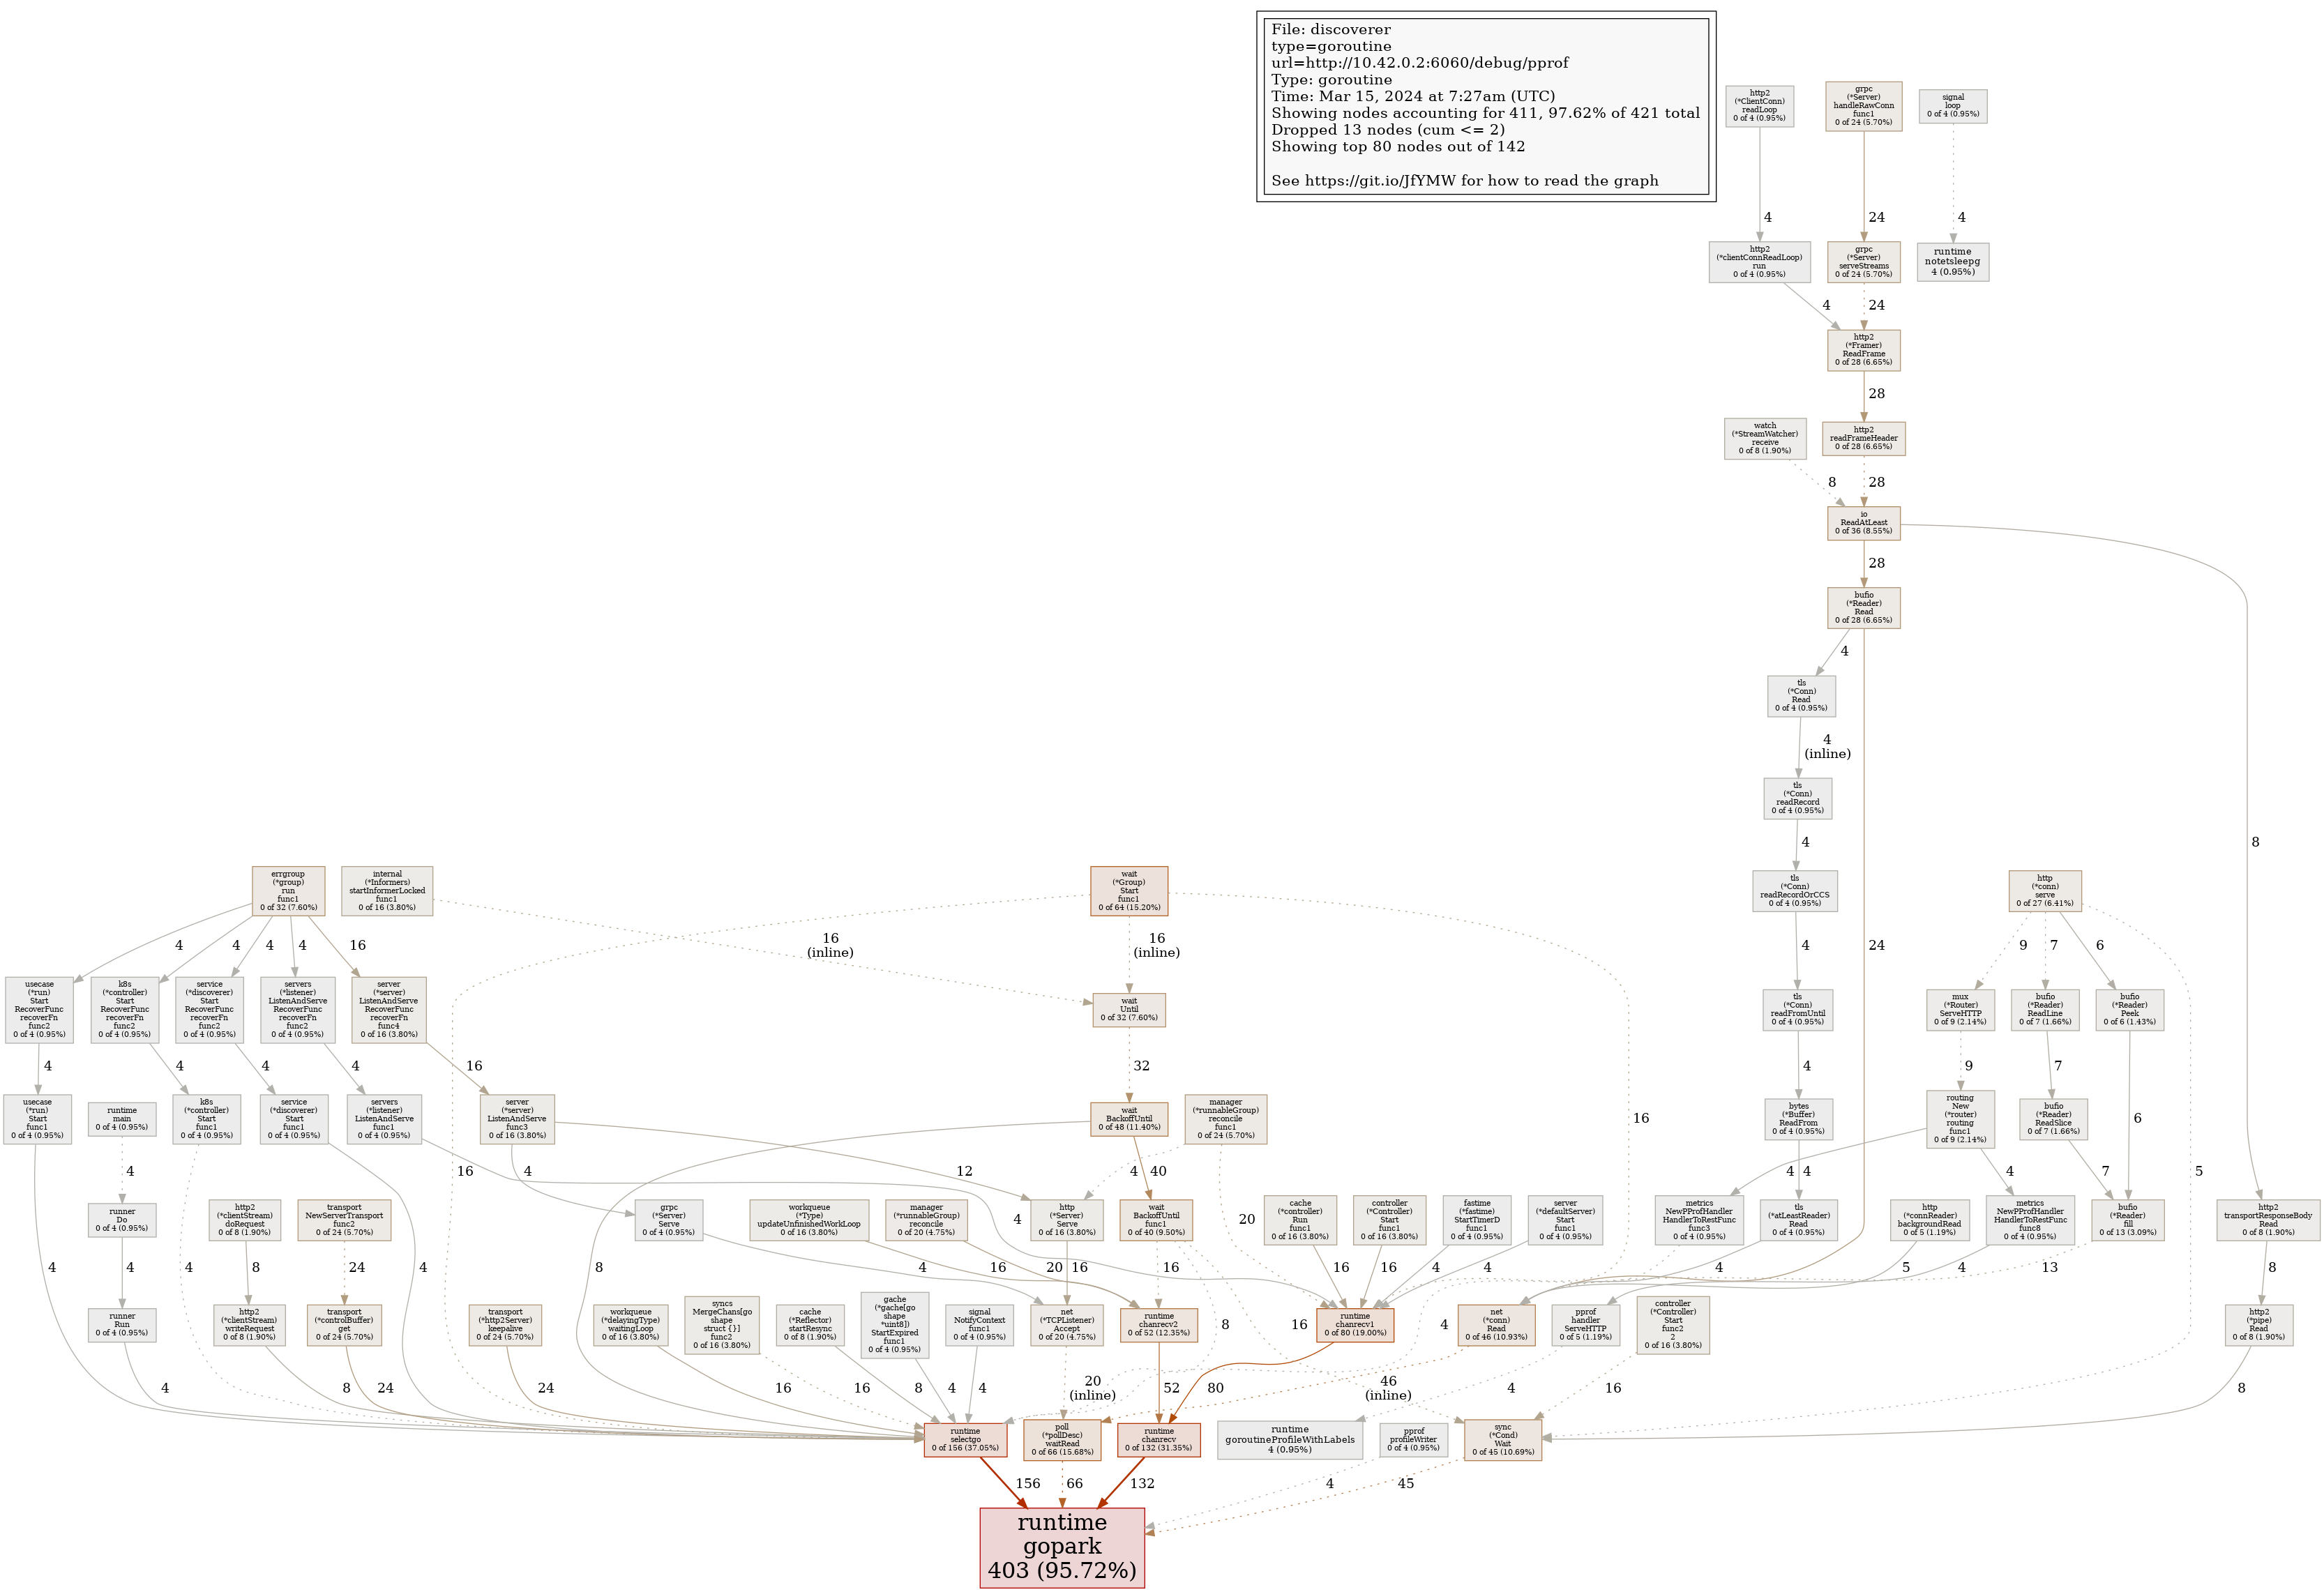 File: discoverer
type=goroutine
url=http://10.42.0.2:6060/debug/pprof
Type: goroutine
Time: Mar 15, 2024 at 7:27am (UTC)
Showing nodes accounting for 411, 97.62% of 421 total
Dropped 13 nodes (cum <= 2)
Showing top 80 nodes out of 142
See https://git.io/JfYMW for how to read the graph
http2
(*ClientConn)
readLoop
0 of 4 (0.95%)
grpc
(*Server)
handleRawConn
func1
0 of 24 (5.70%)
signal
loop
0 of 4 (0.95%)
4
24
4
http2
(*clientConnReadLoop)
run
0 of 4 (0.95%)
grpc
(*Server)
serveStreams
0 of 24 (5.70%)
runtime
notetsleepg
4 (0.95%)
4
24
http2
(*Framer)
ReadFrame
0 of 28 (6.65%)
28
watch
(*StreamWatcher)
receive
0 of 8 (1.90%)
http2
readFrameHeader
0 of 28 (6.65%)
8
28
io
ReadAtLeast
0 of 36 (8.55%)
28
8
bufio
(*Reader)
Read
0 of 28 (6.65%)
4
24
tls
(*Conn)
Read
0 of 4 (0.95%)
4
(inline)
tls
(*Conn)
readRecord
0 of 4 (0.95%)
4
errgroup
(*group)
run
func1
0 of 32 (7.60%)
internal
(*Informers)
startInformerLocked
func1
0 of 16 (3.80%)
wait
(*Group)
Start
func1
0 of 64 (15.20%)
tls
(*Conn)
readRecordOrCCS
0 of 4 (0.95%)
http
(*conn)
serve
0 of 27 (6.41%)
4
4
4
4
16
16
(inline)
16
(inline)
16
16
4
9
7
6
5
usecase
(*run)
Start
RecoverFunc
recoverFn
func2
0 of 4 (0.95%)
k8s
(*controller)
Start
RecoverFunc
recoverFn
func2
0 of 4 (0.95%)
service
(*discoverer)
Start
RecoverFunc
recoverFn
func2
0 of 4 (0.95%)
servers
(*listener)
ListenAndServe
RecoverFunc
recoverFn
func2
0 of 4 (0.95%)
server
(*server)
ListenAndServe
RecoverFunc
recoverFn
func4
0 of 16 (3.80%)
wait
Until
0 of 32 (7.60%)
tls
(*Conn)
readFromUntil
0 of 4 (0.95%)
mux
(*Router)
ServeHTTP
0 of 9 (2.14%)
bufio
(*Reader)
ReadLine
0 of 7 (1.66%)
bufio
(*Reader)
Peek
0 of 6 (1.43%)
4
4
4
4
16
32
4
9
7
6
usecase
(*run)
Start
func1
0 of 4 (0.95%)
runtime
main
0 of 4 (0.95%)
k8s
(*controller)
Start
func1
0 of 4 (0.95%)
service
(*discoverer)
Start
func1
0 of 4 (0.95%)
servers
(*listener)
ListenAndServe
func1
0 of 4 (0.95%)
server
(*server)
ListenAndServe
func3
0 of 16 (3.80%)
wait
BackoffUntil
0 of 48 (11.40%)
manager
(*runnableGroup)
reconcile
func1
0 of 24 (5.70%)
bytes
(*Buffer)
ReadFrom
0 of 4 (0.95%)
routing
New
(*router)
routing
func1
0 of 9 (2.14%)
bufio
(*Reader)
ReadSlice
0 of 7 (1.66%)
4
4
4
4
4
4
12
8
40
4
20
4
4
4
7
runner
Do
0 of 4 (0.95%)
http2
(*clientStream)
doRequest
0 of 8 (1.90%)
transport
NewServerTransport
func2
0 of 24 (5.70%)
grpc
(*Server)
Serve
0 of 4 (0.95%)
workqueue
(*Type)
updateUnfinishedWorkLoop
0 of 16 (3.80%)
manager
(*runnableGroup)
reconcile
0 of 20 (4.75%)
http
(*Server)
Serve
0 of 16 (3.80%)
wait
BackoffUntil
func1
0 of 40 (9.50%)
cache
(*controller)
Run
func1
0 of 16 (3.80%)
controller
(*Controller)
Start
func1
0 of 16 (3.80%)
fastime
(*fastime)
StartTimerD
func1
0 of 4 (0.95%)
server
(*defaultServer)
Start
func1
0 of 4 (0.95%)
metrics
NewPProfHandler
HandlerToRestFunc
func3
0 of 4 (0.95%)
tls
(*atLeastReader)
Read
0 of 4 (0.95%)
http
(*connReader)
backgroundRead
0 of 5 (1.19%)
metrics
NewPProfHandler
HandlerToRestFunc
func8
0 of 4 (0.95%)
bufio
(*Reader)
fill
0 of 13 (3.09%)
http2
transportResponseBody
Read
0 of 8 (1.90%)
4
8
24
4
16
20
16
16
8
16
16
16
4
4
4
4
5
4
13
8
runner
Run
0 of 4 (0.95%)
http2
(*clientStream)
writeRequest
0 of 8 (1.90%)
transport
(*controlBuffer)
get
0 of 24 (5.70%)
transport
(*http2Server)
keepalive
0 of 24 (5.70%)
workqueue
(*delayingType)
waitingLoop
0 of 16 (3.80%)
syncs
MergeChans[go
shape
struct {}]
func2
0 of 16 (3.80%)
cache
(*Reflector)
startResync
0 of 8 (1.90%)
gache
(*gache[go
shape
*uint8])
StartExpired
func1
0 of 4 (0.95%)
signal
NotifyContext
func1
0 of 4 (0.95%)
net
(*TCPListener)
Accept
0 of 20 (4.75%)
runtime
chanrecv2
0 of 52 (12.35%)
runtime
chanrecv1
0 of 80 (19.00%)
net
(*conn)
Read
0 of 46 (10.93%)
pprof
handler
ServeHTTP
0 of 5 (1.19%)
controller
(*Controller)
Start
func2
2
0 of 16 (3.80%)
http2
(*pipe)
Read
0 of 8 (1.90%)
4
8
24
24
16
16
8
4
4
20
(inline)
52
80
46
(inline)
4
16
8
runtime
selectgo
0 of 156 (37.05%)
poll
(*pollDesc)
waitRead
0 of 66 (15.68%)
runtime
chanrecv
0 of 132 (31.35%)
runtime
goroutineProfileWithLabels
4 (0.95%)
pprof
profileWriter
0 of 4 (0.95%)
sync
(*Cond)
Wait
0 of 45 (10.69%)
156
66
132
4
45
runtime
gopark
403 (95.72%)